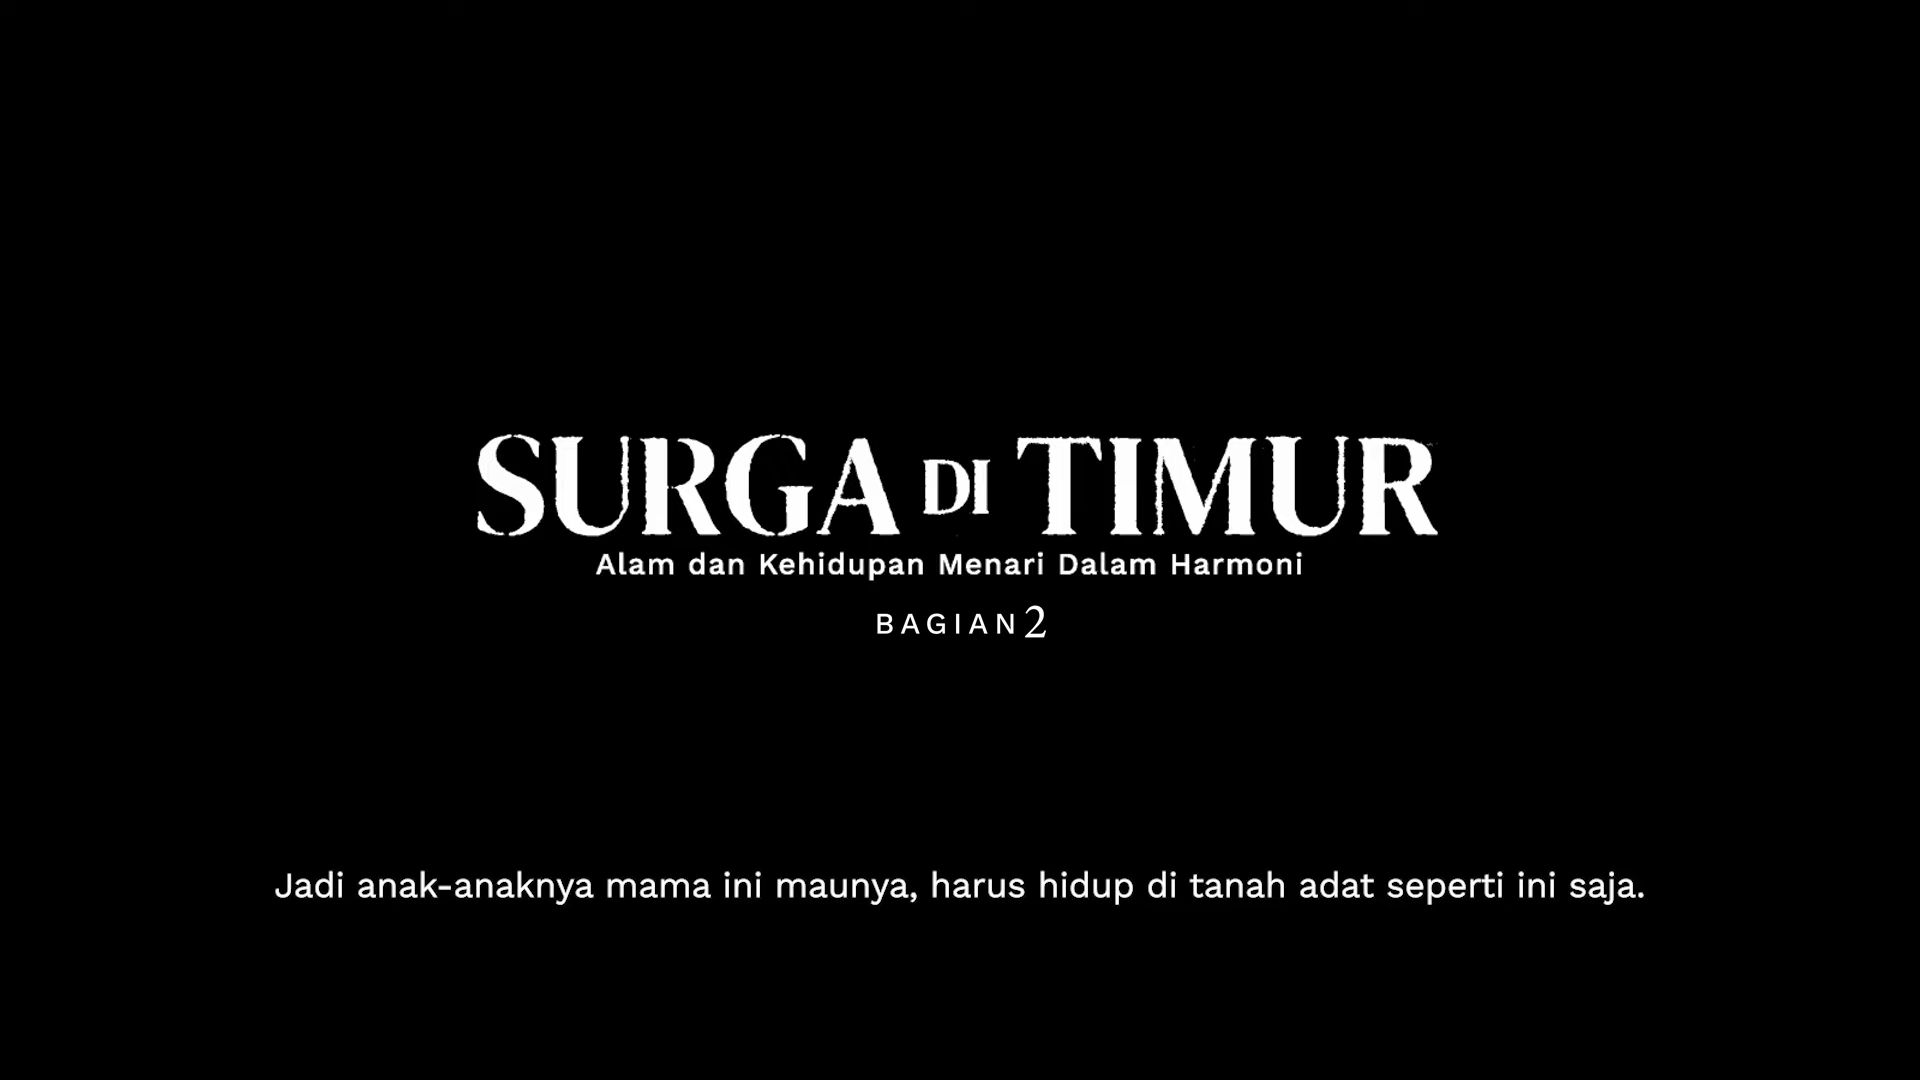 SURGA DI TIMUR
Alam dan Kehidupan Menari Dalam Harmoni
BAGIAN 2
Jadi anak-anaknya mama ini maunya, harus hidup di tanah adat seperti ini saja.